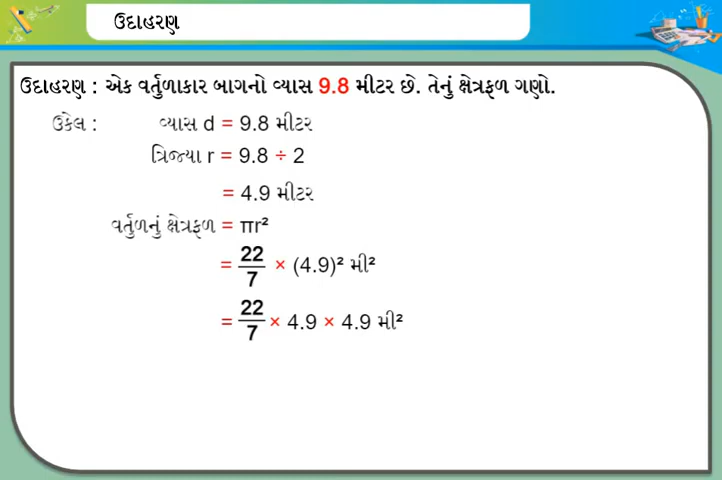 ઉદાહરણ
ઉદાહરણ : એક વર્તુળાકાર બાગનો વ્યાસ 9.8 મીટર છે. તેનું ક્ષેત્રફળ ગણો.
ઉકેલ : વ્યાસ d = 9.8 મીટર
ત્રિજ્યા r = 9.8 ÷ 2
= 4.9 મીટર
વર્તુળનું ક્ષેત્રફળ = πr²
= 22/7 × (4.9)² મી²
= 22/7 × 4.9 × 4.9 મી²